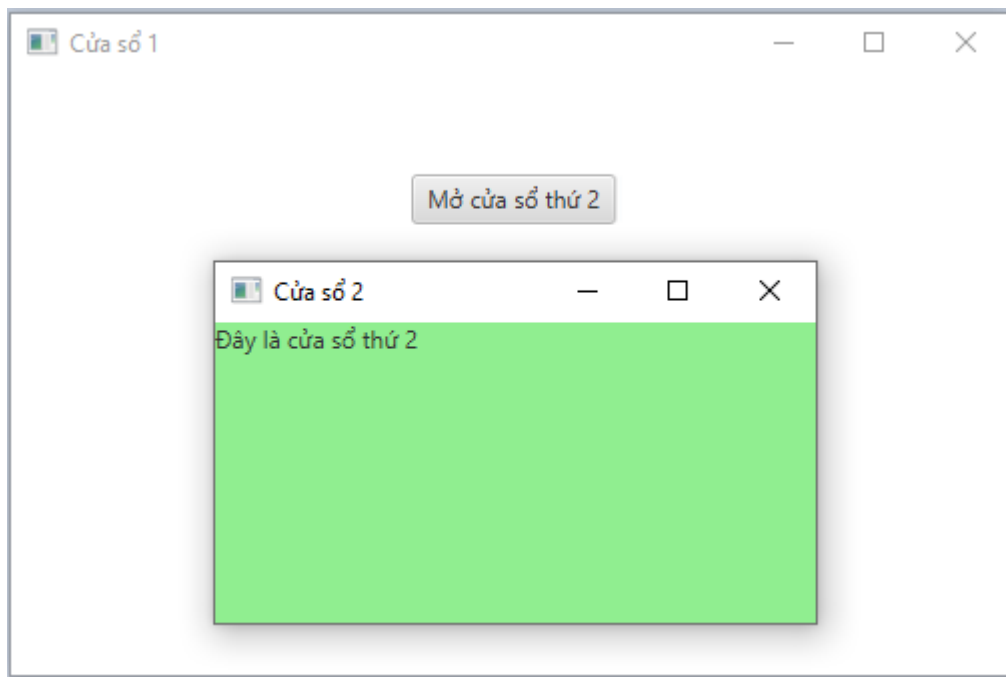 Cửa sổ 1
Mở cửa sổ thứ 2
Cửa sổ 2
Đây là cửa sổ thứ 2